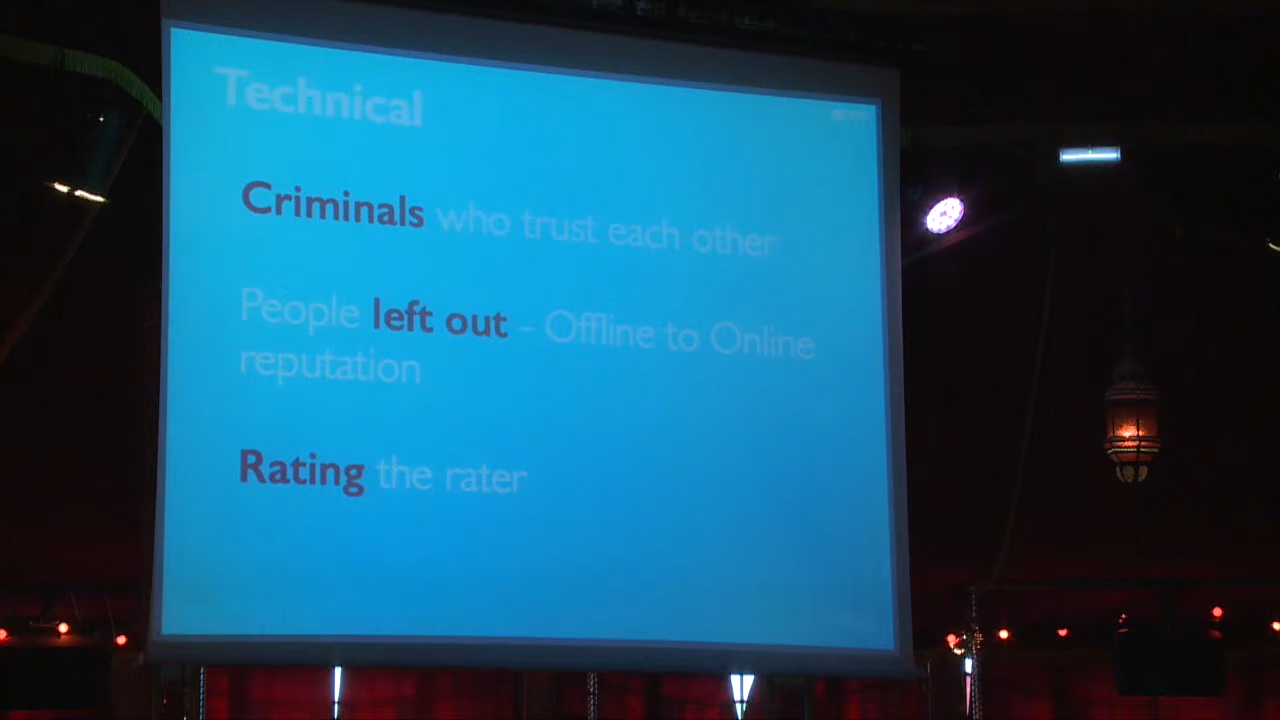 Technical
Criminals who trust each other
People left out - Offline to Online
reputation
Rating the rater